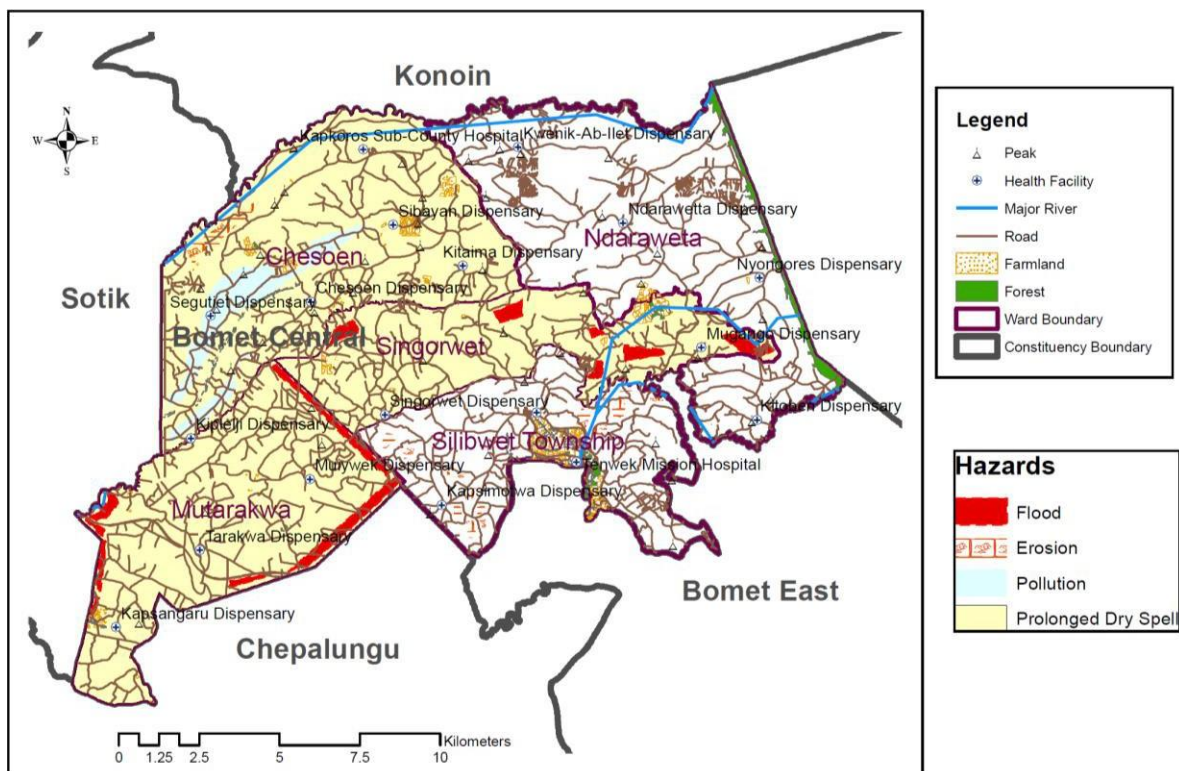 Konoin
N
W E
S
Kapkoros Sub-County Hospital
Kwenik-Ab-Ilet Dispensary
Sibayan Dispensary
Ndarawetta Dispensary
Ndaraweta
Chesoen
Kitaima Dispensary
Nyongores Dispensary
Sotik
Segutiet Dispensary
Chesoen Dispensary
Bomet Central
Singorwet
Mugango Dispensary
Singorwet Dispensary
Kitoben Dispensary
Kiplelji Dispensary
Silibwet Township
Muiywek Dispensary
Tenwek Mission Hospital
Kapsimotwa Dispensary
Mutarakwa
Tarakwa Dispensary
Bomet East
Kapsangaru Dispensary
Chepalungu
Kilometers
0 1.25 2.5 5 7.5 10
Legend
Peak
Health Facility
Major River
Road
Farmland
Forest
Ward Boundary
Constituency Boundary
Hazards
Flood
Erosion
Pollution
Prolonged Dry Spell